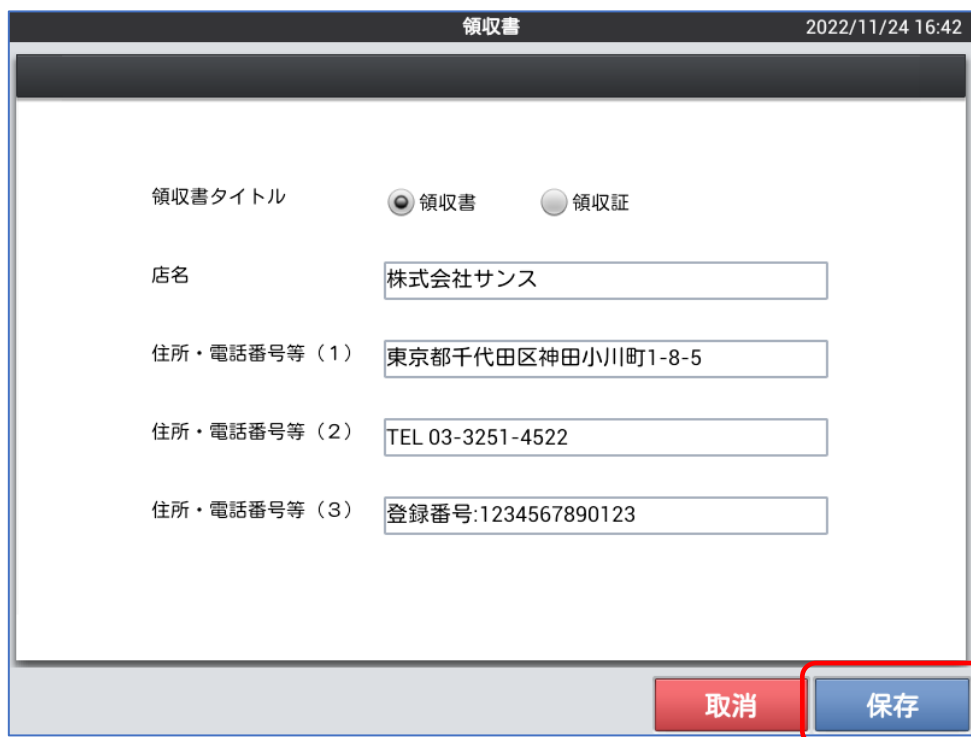 領収書 2022/11/24 16:42
領収書タイトル 領収書 領収証
店名 株式会社サンス
住所・電話番号等（１） 東京都千代田区神田小川町1-8-5
住所・電話番号等（２） TEL 03-3251-4522
住所・電話番号等（３） 登録番号:1234567890123
取消 保存